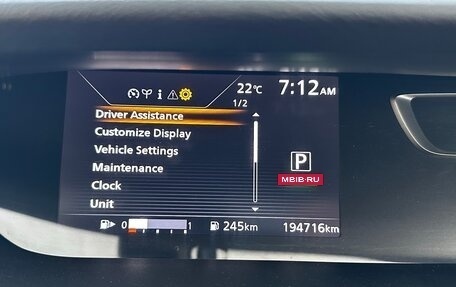 22°C 7:12AM
1/2
Driver Assistance
Customize Display
Vehicle Settings
Maintenance
P
Clock
MBIB·RU
Unit
0 1 245km 194716km